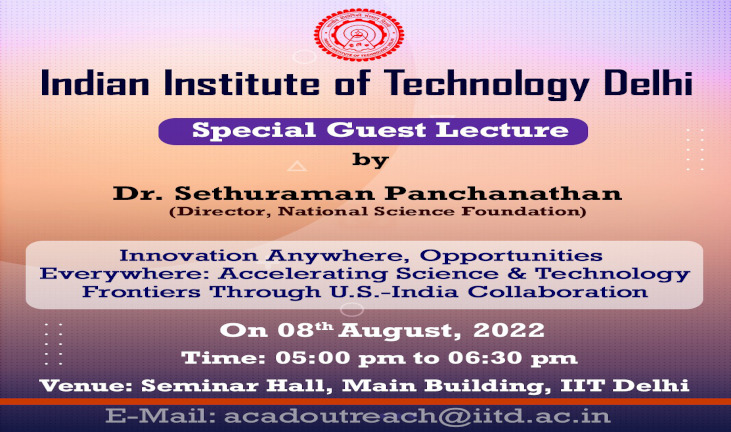 Indian Institute of Technology Delhi
Special Guest Lecture
by
Dr. Sethuraman Panchanathan
(Director, National Science Foundation)
Innovation Anywhere, Opportunities
Everywhere: Accelerating Science & Technology
Frontiers Through U.S.-India Collaboration
On 08th August, 2022
Time: 05:00 pm to 06:30 pm
Venue: Seminar Hall, Main Building, IIT Delhi
E-Mail: acadoutreach@iitd.ac.in